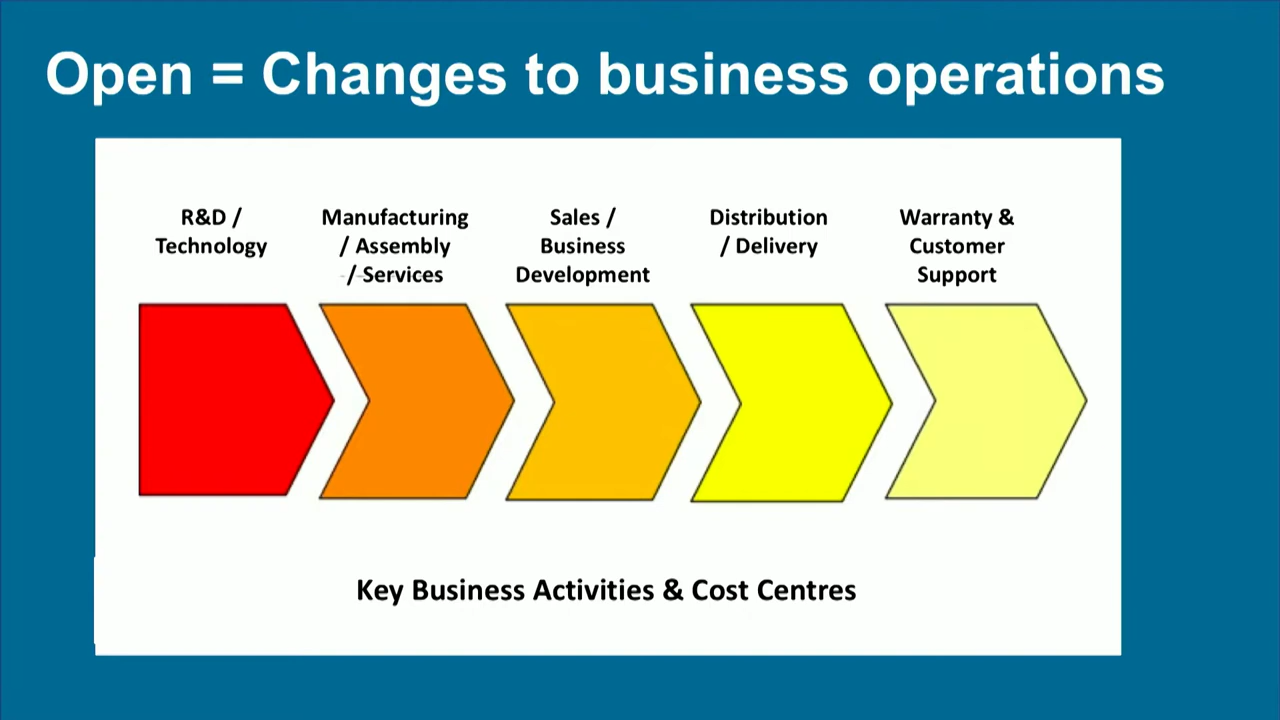 Open = Changes to business operations
R&D /
Technology
Manufacturing
/ Assembly
/ Services
Sales /
Business
Development
Distribution
/ Delivery
Warranty &
Customer
Support
Key Business Activities & Cost Centres